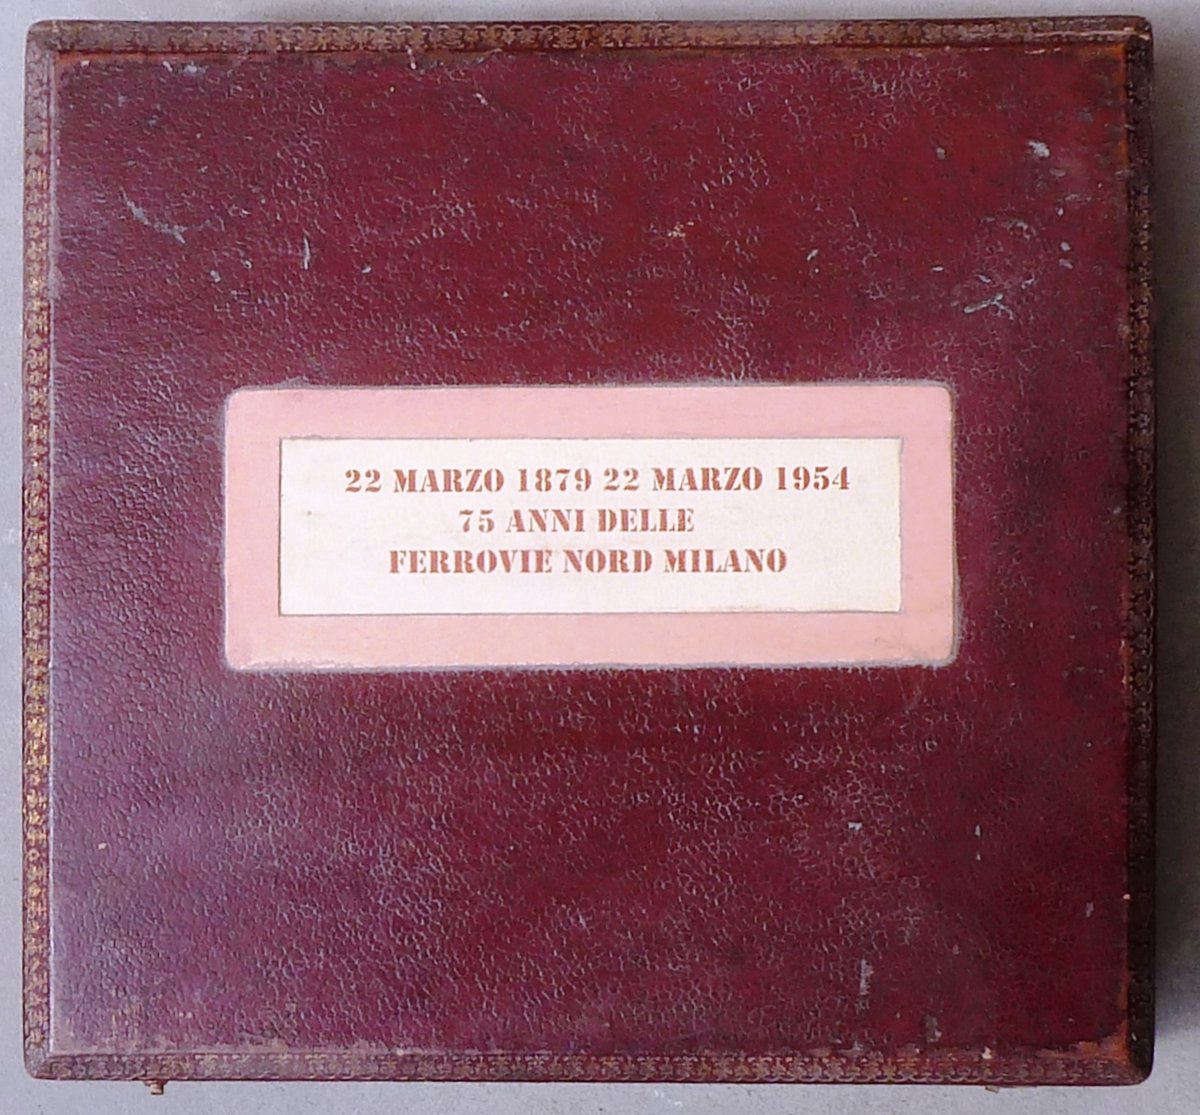 22 MARZO 1879 22 MARZO 1954
75 ANNI DELLE
FERROVIE NORD MILANO